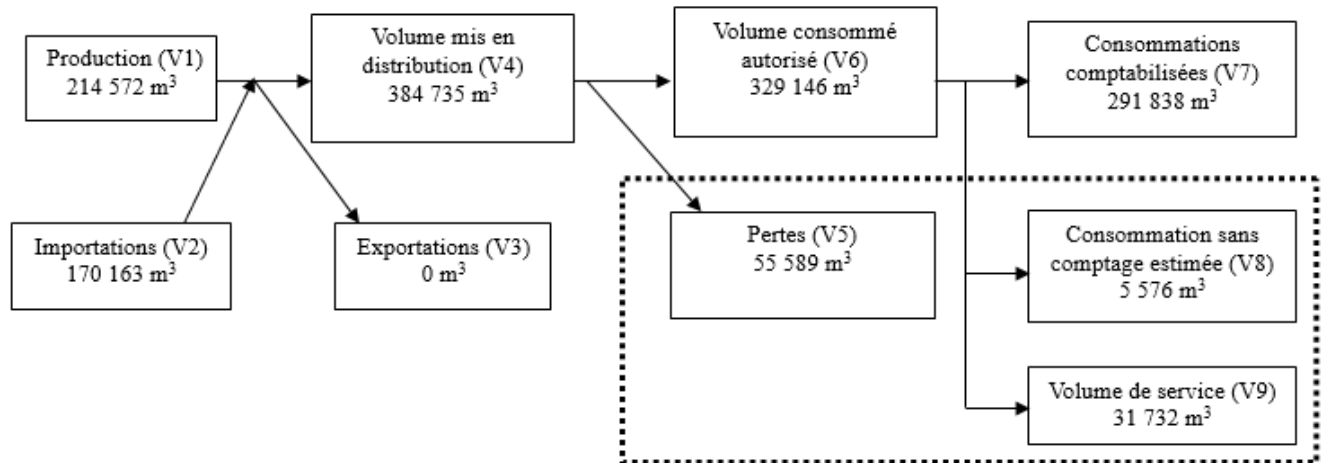 Production (V1)
214 572 m³
Volume mis en
distribution (V4)
384 735 m³
Volume consommé
autorisé (V6)
329 146 m³
Consommations
comptabilisées (V7)
291 838 m³
Importations (V2)
170 163 m³
Exportations (V3)
0 m³
Pertes (V5)
55 589 m³
Consommation sans
comptage estimée (V8)
5 576 m³
Volume de service (V9)
31 732 m³